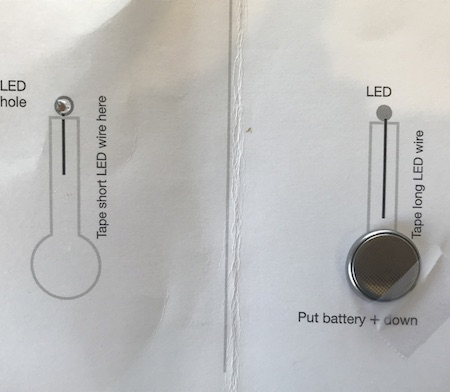 LED
hole
Tape short LED wire here
LED
Tape long LED wire
Put battery + down